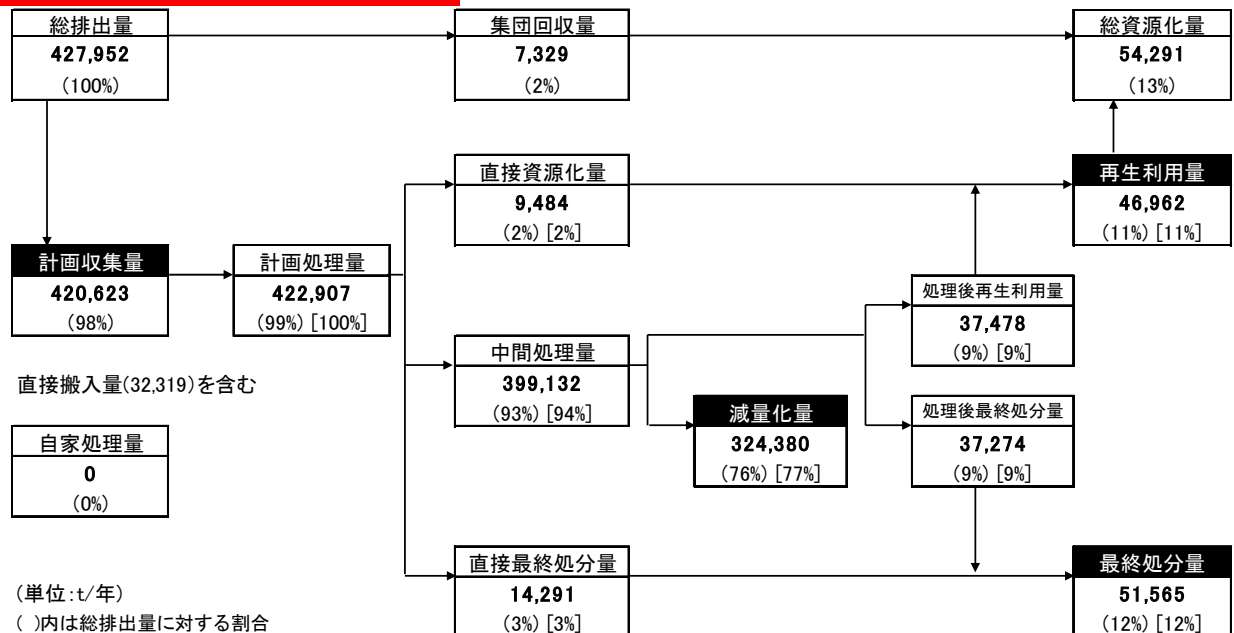 総排出量
427,952
(100%)
集団回収量
7,329
(2%)
総資源化量
54,291
(13%)
直接資源化量
9,484
(2%) [2%]
再生利用量
46,962
(11%) [11%]
計画収集量
420,623
(98%)
計画処理量
422,907
(99%) [100%]
処理後再生利用量
37,478
(9%) [9%]
中間処理量
399,132
(93%) [94%]
直接搬入量(32,319)を含む
減量化量
324,380
(76%) [77%]
処理後最終処分量
37,274
(9%) [9%]
自家処理量
0
(0%)
直接最終処分量
14,291
(3%) [3%]
最終処分量
51,565
(12%) [12%]
(単位:t/年)
( )内は総排出量に対する割合